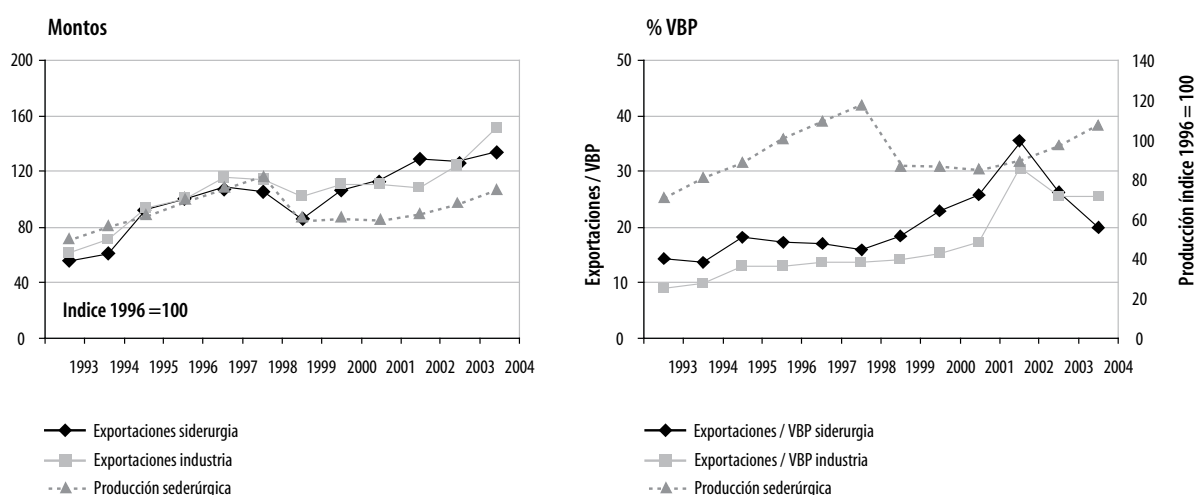 Montos
200
160
120
80
40
0
Indice 1996 =100
1993 1994 1995 1996 1997 1998 1999 2000 2001 2002 2003 2004
Exportaciones siderurgia
Exportaciones industria
Producción sederúrgica
% VBP
Exportaciones / VBP
50
40
30
20
10
0
140
120
100
80
60
40
20
0
Producción índice 1996 = 100
1993 1994 1995 1996 1997 1998 1999 2000 2001 2002 2003 2004
Exportaciones / VBP siderurgia
Exportaciones / VBP industria
Producción sederúrgica